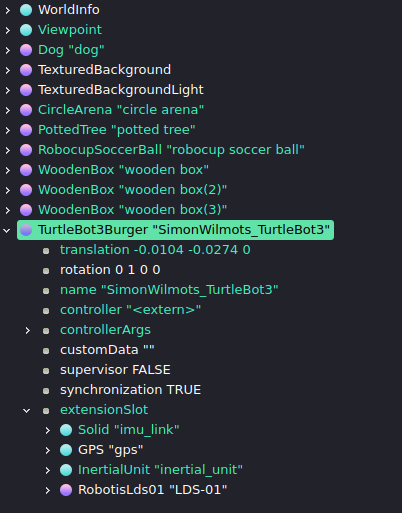 WorldInfo
Viewpoint
Dog "dog"
TexturedBackground
TexturedBackgroundLight
CircleArena "circle arena"
PottedTree "potted tree"
RobocupSoccerBall "robocup soccer ball"
WoodenBox "wooden box"
WoodenBox "wooden box(2)"
WoodenBox "wooden box(3)"
TurtleBot3Burger "SimonWilmots_TurtleBot3"
translation -0.0104 -0.0274 0
rotation 0 1 0 0
name "SimonWilmots_TurtleBot3"
controller "<extern>"
controllerArgs
customData ""
supervisor FALSE
synchronization TRUE
extensionSlot
Solid "imu_link"
GPS "gps"
InertialUnit "inertial_unit"
RobotisLds01 "LDS-01"